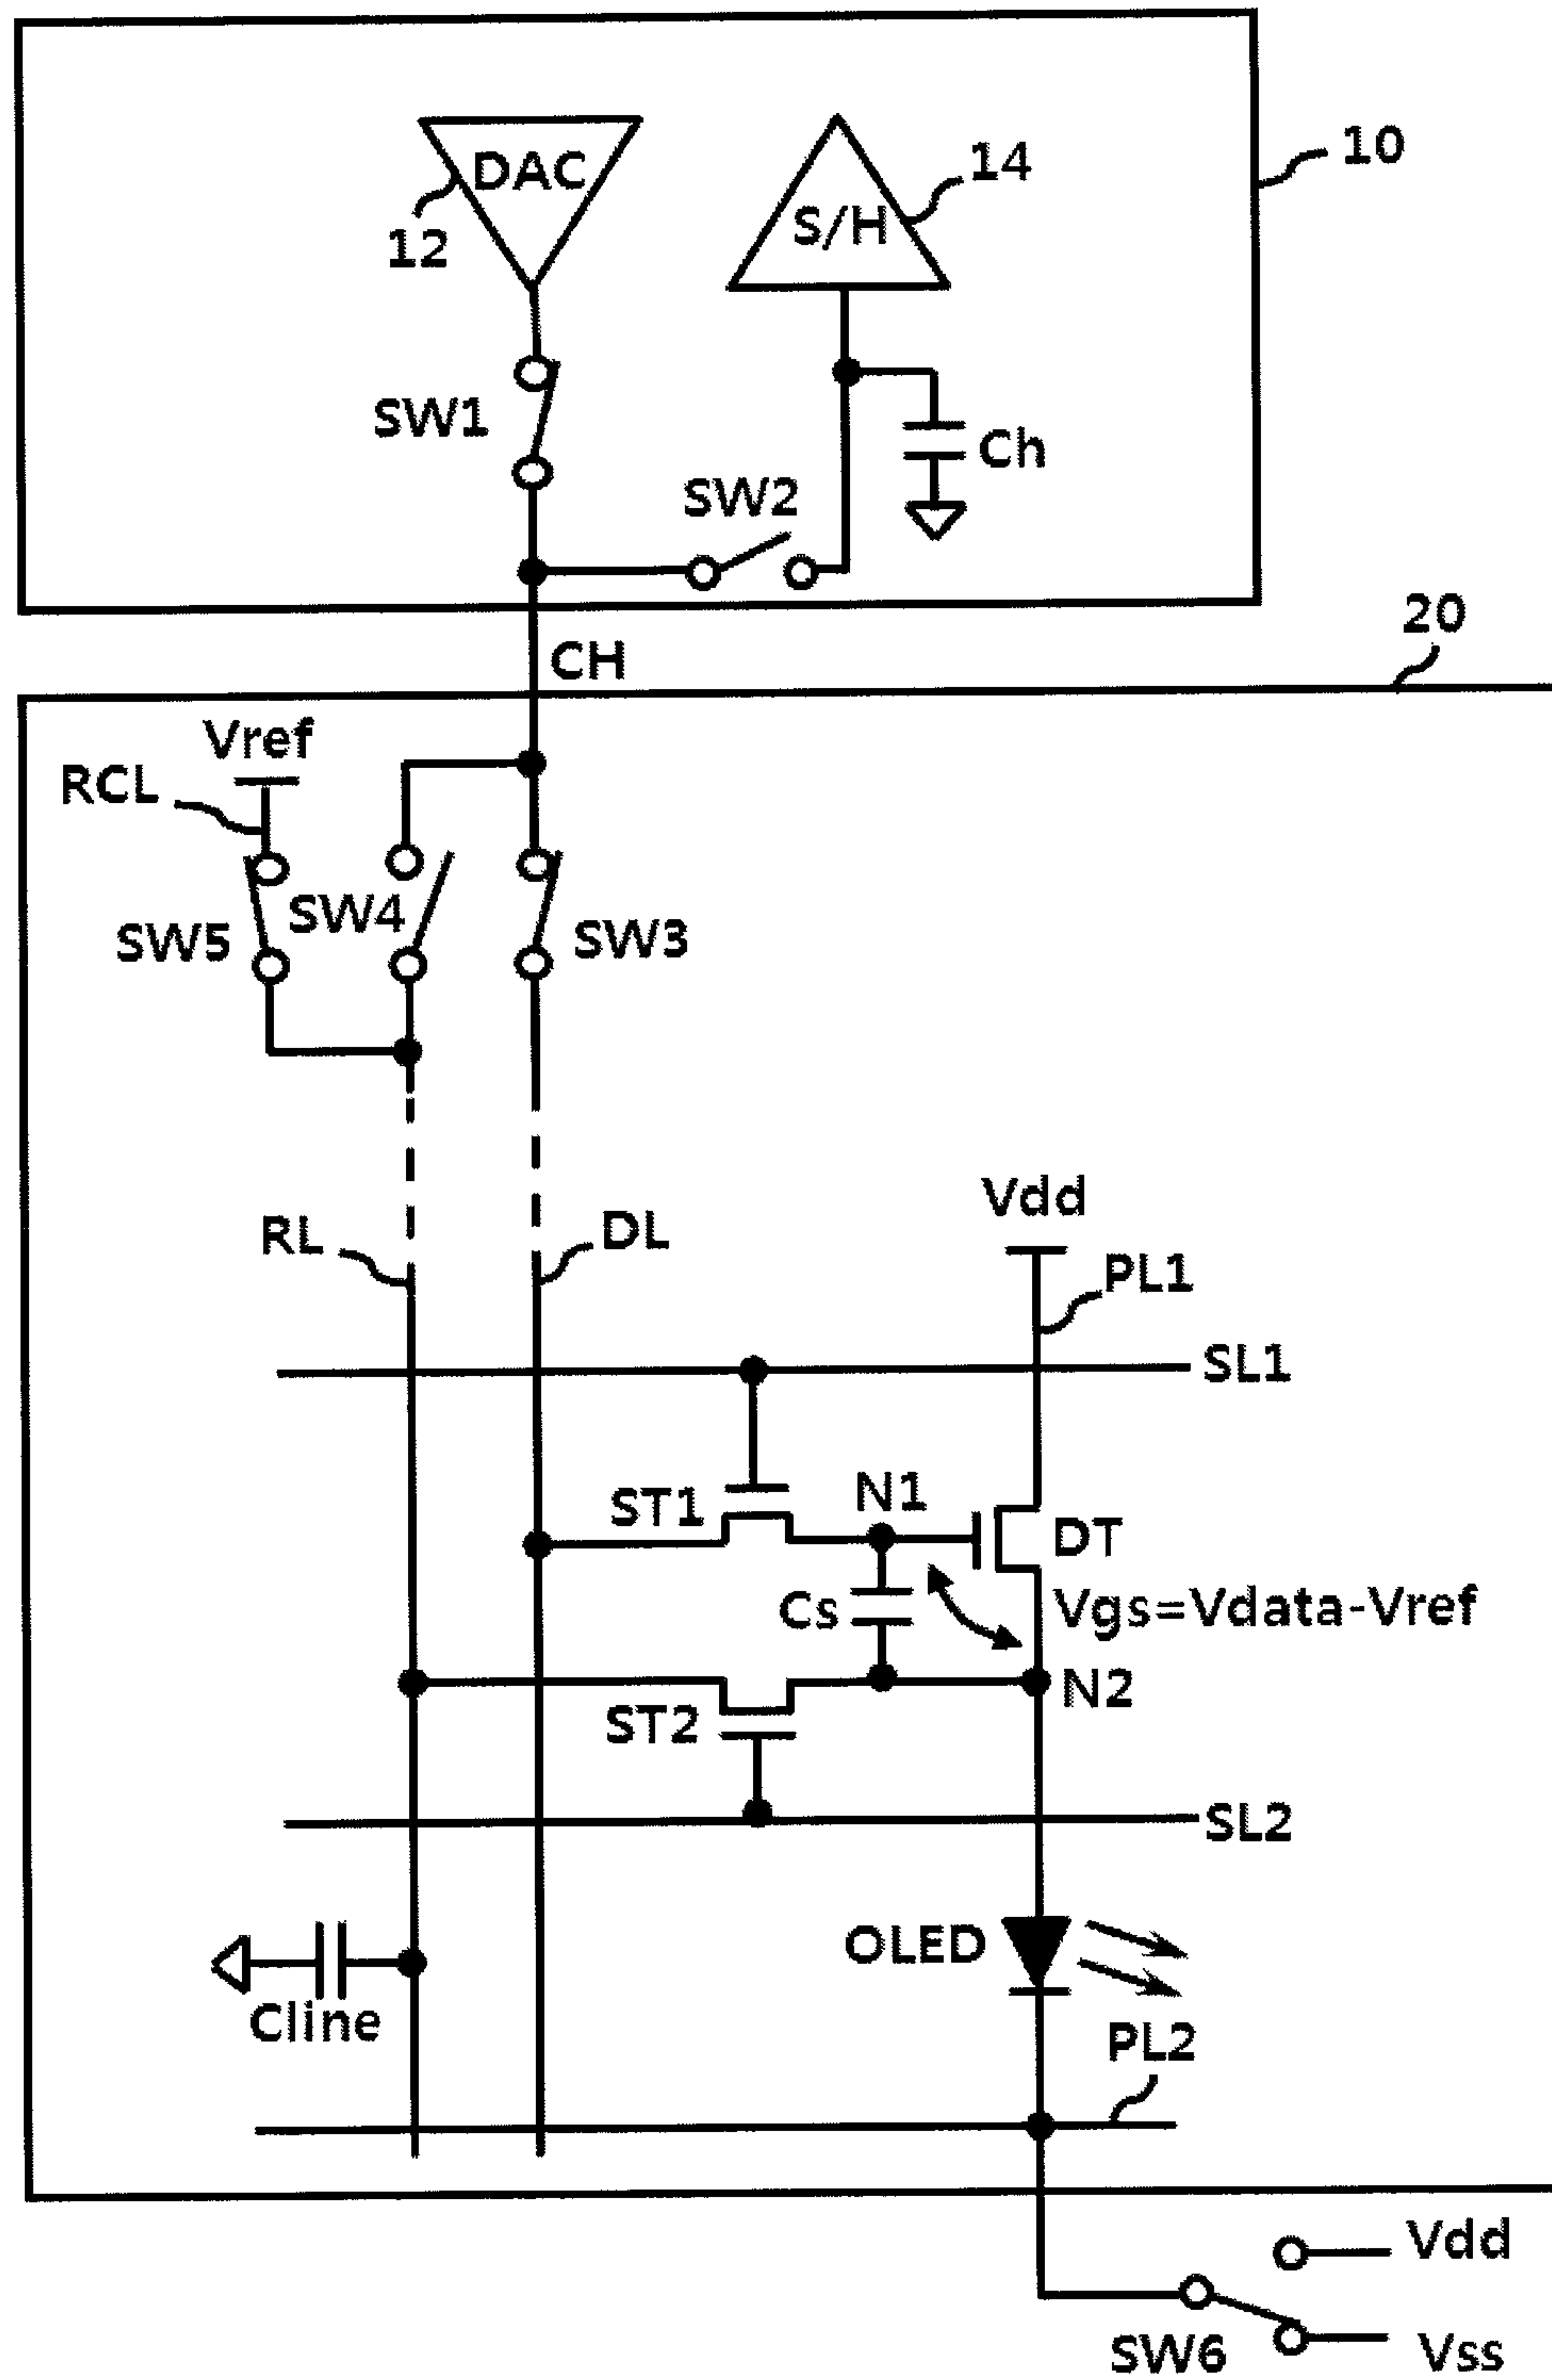 10
DAC
14
S/H
12
SW1
Ch
SW2
20
CH
Vref
RCL
SW4
SW5
SW3
Vdd
RL
DL
PL1
SL1
ST1
N1
DT
Cs
Vgs=Vdata-Vref
N2
ST2
SL2
OLED
Cline
PL2
Vdd
SW6
Vss